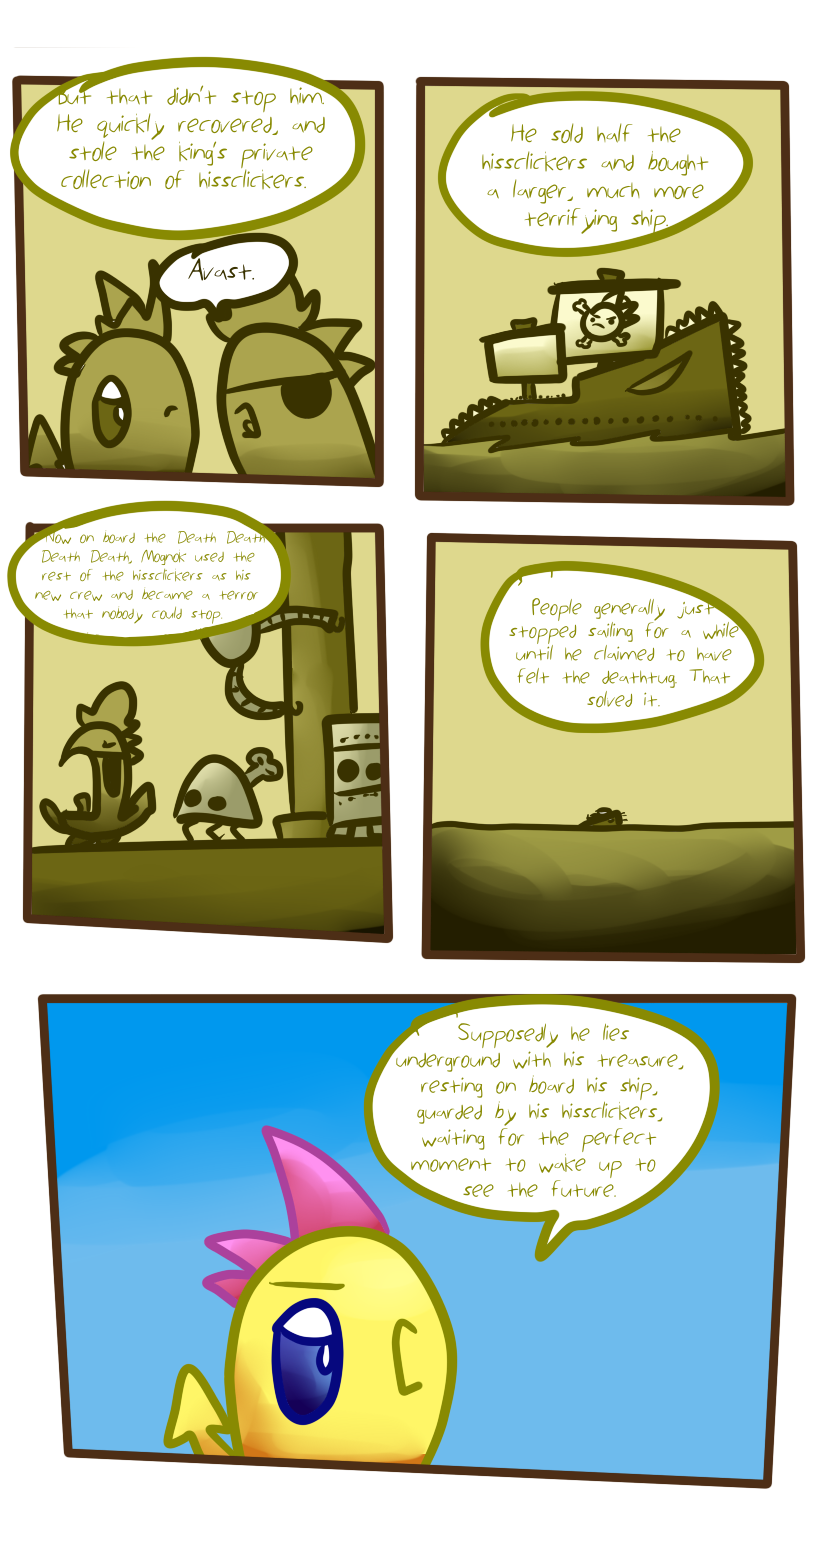 but that didn't stop him.
He quickly recovered, and
stole the king's private
collection of hissclickers.
Avast.
He sold half the
hissclickers and bought
a larger, much more
terrifying ship.
Now on board the Death Death
Death Death, Mognok used the
rest of the hissclickers as his
new crew and became a terror
that nobody could stop.
People generally just
stopped sailing for a while
until he claimed to have
felt the deathtug. That
solved it.
Supposedly he lies
underground with his treasure,
resting on board his ship,
guarded by his hissclickers,
waiting for the perfect
moment to wake up to
see the future.